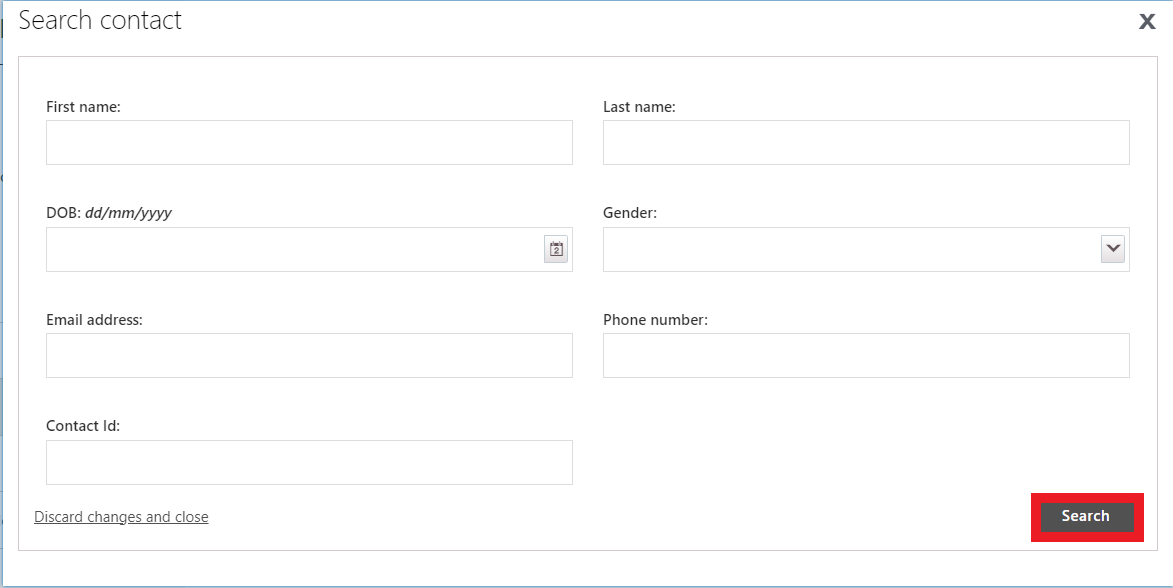 Search contact
X
First name:
Last name:
DOB: dd/mm/yyyy
Gender:
2
Email address:
Phone number:
Contact Id:
Discard changes and close
Search